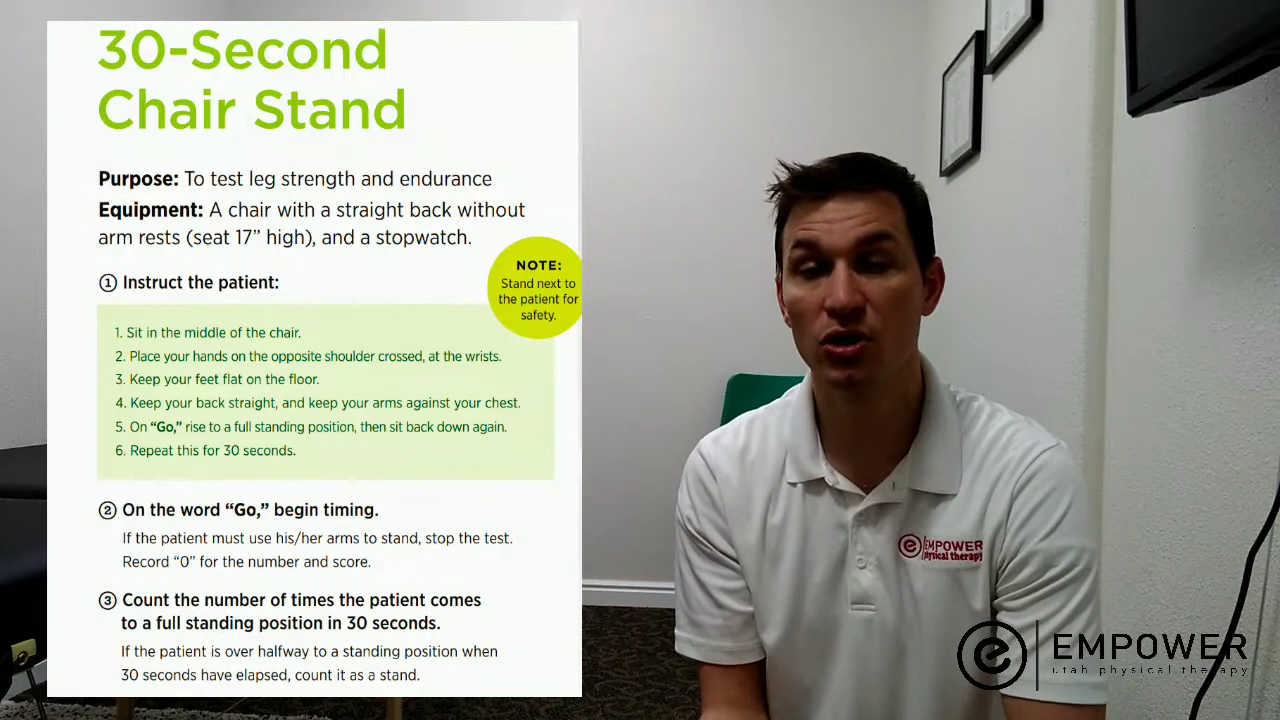 30-Second
Chair Stand
Purpose: To test leg strength and endurance
Equipment: A chair with a straight back without
arm rests (seat 17” high), and a stopwatch.
NOTE:
Stand next to
the patient for
safety.
① Instruct the patient:
1. Sit in the middle of the chair.
2. Place your hands on the opposite shoulder crossed, at the wrists.
3. Keep your feet flat on the floor.
4. Keep your back straight, and keep your arms against your chest.
5. On “Go,” rise to a full standing position, then sit back down again.
6. Repeat this for 30 seconds.
② On the word “Go,” begin timing.
If the patient must use his/her arms to stand, stop the test.
Record “0” for the number and score.
③ Count the number of times the patient comes
to a full standing position in 30 seconds.
If the patient is over halfway to a standing position when
30 seconds have elapsed, count it as a stand.
e EMPOWER
physical therapy
e EMPOWER
utah physical therapy